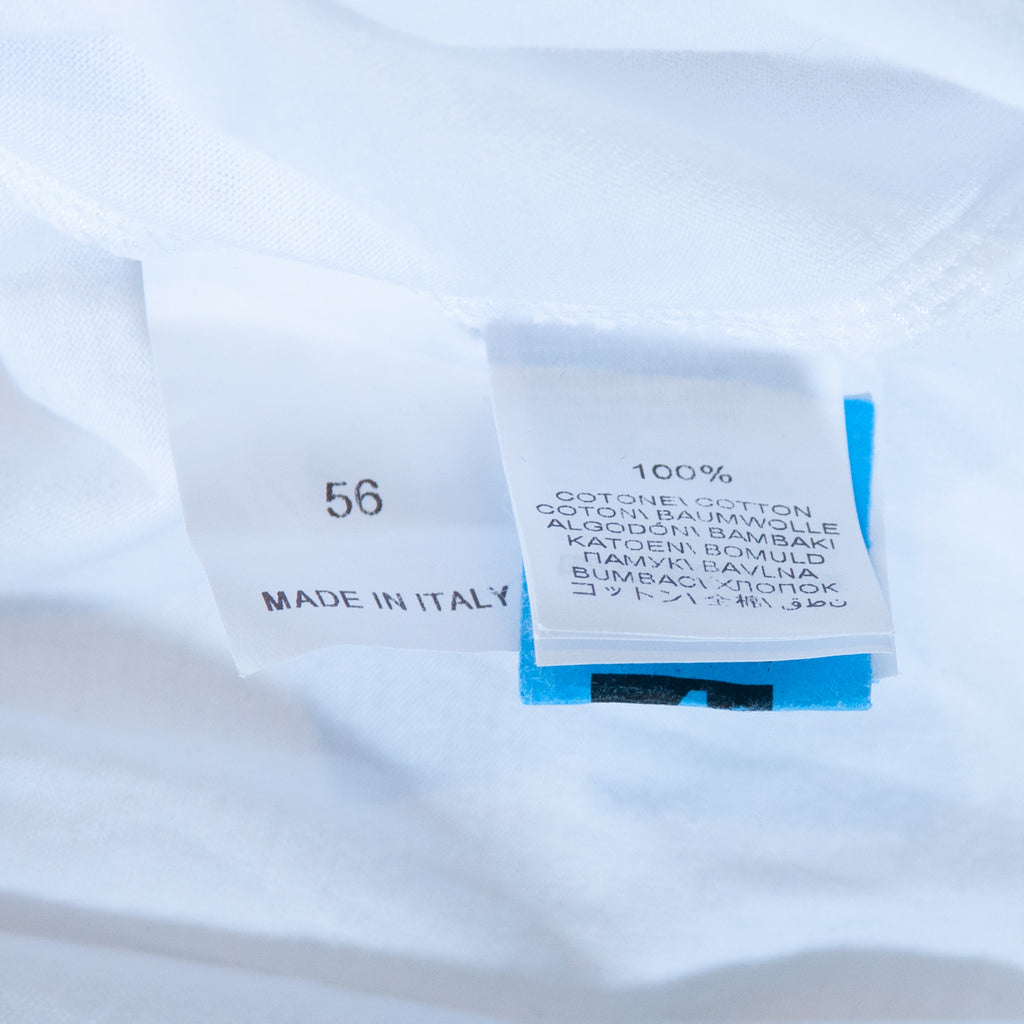 56
MADE IN ITALY
100%
COTONE\ COTTON
COTON\ BAUMWOLLE
ALGODÓN\ BAMBAKI
KATOEN\ BOMULD
ПАМУК\ BAVLNA
BUMBAC\ ХЛОПОК
コットン\ 全棉\ قطن